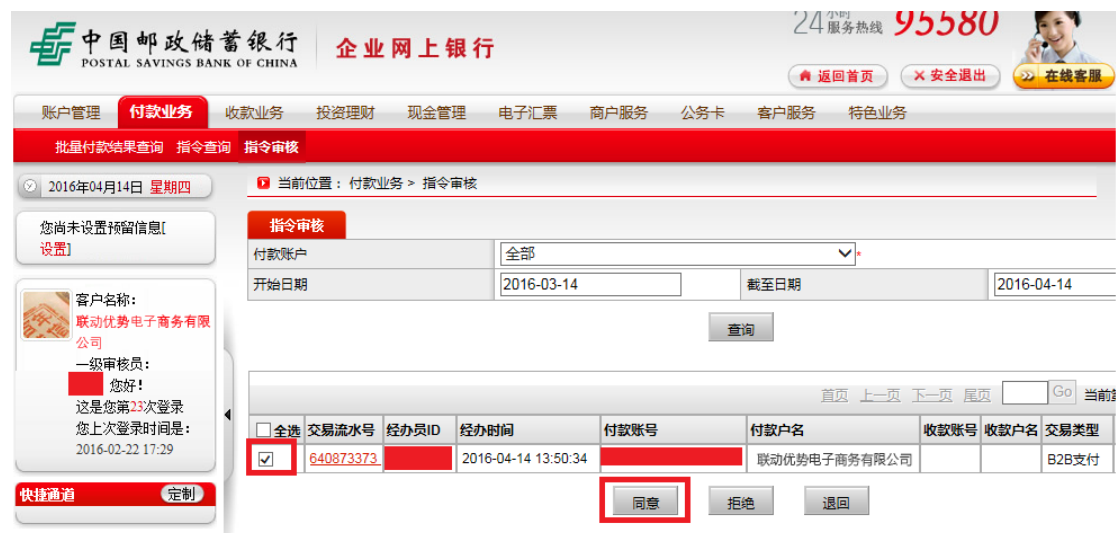 24 小时服务热线 95580
中国邮政储蓄银行 企业网上银行
POSTAL SAVINGS BANK OF CHINA
返回首页 安全退出 在线客服
账户管理 付款业务 收款业务 投资理财 现金管理 电子汇票 商户服务 公务卡 客户服务 特色业务
批量付款结果查询 指令查询 指令审核
2016年04月14日 星期四
当前位置： 付款业务 > 指令审核
您尚未设置预留信息[
设置]
指令审核
付款账户 全部 *
开始日期 2016-03-14 截至日期 2016-04-14
查询
客户名称：
联动优势电子商务有限
公司
一级审核员：
您好！
这是您第23次登录
您上次登录时间是：
2016-02-22 17:29
首页 上一页 下一页 尾页 Go 当前
全选 交易流水号 经办员ID 经办时间 付款账号 付款户名 收款账号 收款户名 交易类型
640873373 2016-04-14 13:50:34 联动优势电子商务有限公司 B2B支付
同意 拒绝 退回
快捷通道 定制